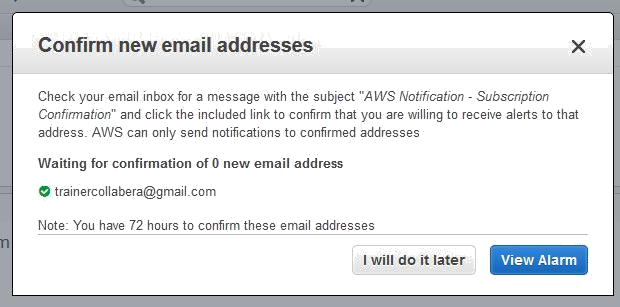 Confirm new email addresses
Check your email inbox for a message with the subject "AWS Notification - Subscription
Confirmation" and click the included link to confirm that you are willing to receive alerts to that
address. AWS can only send notifications to confirmed addresses
Waiting for confirmation of 0 new email address
trainercollabera@gmail.com
Note: You have 72 hours to confirm these email addresses
m
I will do it later
View Alarm